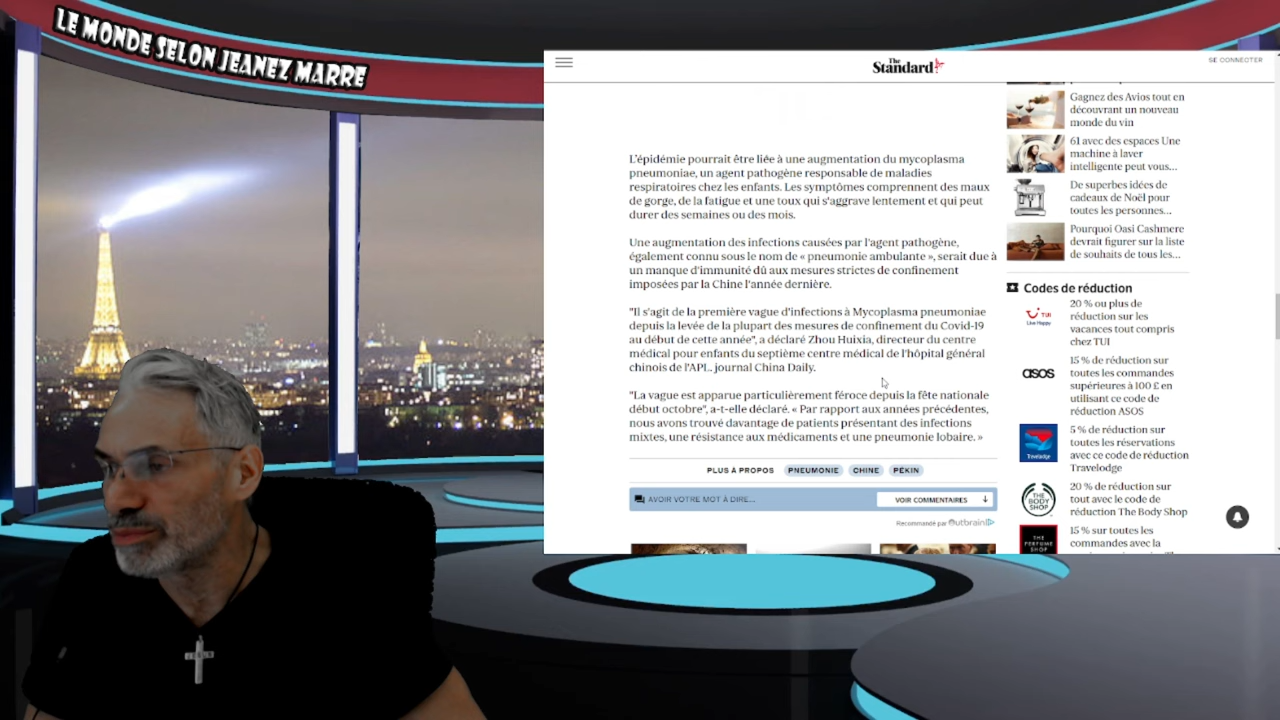 LE MONDE SELON JEANEZ MARRE
The Standard
SE CONNECTER
L'épidémie pourrait être liée à une augmentation du mycoplasma
pneumoniae, un agent pathogène responsable de maladies
respiratoires chez les enfants. Les symptômes comprennent des maux
de gorge, de la fatigue et une toux qui s'aggrave lentement et qui peut
durer des semaines ou des mois.
Une augmentation des infections causées par l'agent pathogène,
également connu sous le nom de « pneumonie ambulante », serait due à
un manque d'immunité dû aux mesures strictes de confinement
imposées par la Chine l'année dernière.
"Il s'agit de la première vague d'infections à Mycoplasma pneumoniae
depuis la levée de la plupart des mesures de confinement du Covid-19
au début de cette année", a déclaré Zhou Huixia, directeur du centre
médical pour enfants du septième centre médical de l'hôpital général
chinois de l'APL. journal China Daily.
"La vague est apparue particulièrement féroce depuis la fête nationale
début octobre", a-t-elle déclaré. « Par rapport aux années précédentes,
nous avons trouvé davantage de patients présentant des infections
mixtes, une résistance aux médicaments et une pneumonie lobaire. »
PLUS À PROPOS PNEUMONIE CHINE PÉKIN
AVOIR VOTRE MOT À DIRE... VOIR COMMENTAIRES
Recommandé par Outbrain
Gagnez des Avios tout en
découvrant un nouveau
monde du vin
61 avec des espaces Une
machine à laver
intelligente peut vous...
De superbes idées de
cadeaux de Noël pour
toutes les personnes...
Pourquoi Oasi Cashmere
devrait figurer sur la liste
de souhaits de tous les...
Codes de réduction
TUI
Live Happy
20 % ou plus de
réduction sur les
vacances tout compris
chez TUI
asos
15 % de réduction sur
toutes les commandes
supérieures à 100 £ en
utilisant ce code de
réduction ASOS
Travelodge
5 % de réduction sur
toutes les réservations
avec ce code de réduction
Travelodge
THE BODY SHOP
20 % de réduction sur
tout avec le code de
réduction The Body Shop
THE PERFUME SHOP
15 % sur toutes les
commandes avec la